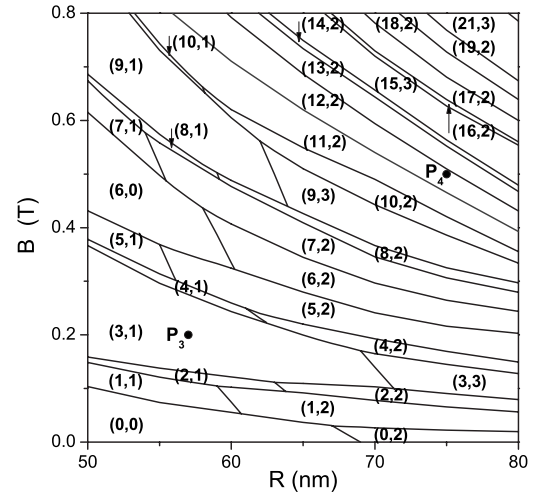 0.8
(14,2) (18,2) (21,3)
(10,1)
(19,2)
(9,1) (13,2)
(15,3)
(12,2) (17,2)
0.6
(7,1) (8,1) (16,2)
(11,2)
P4
(6,0) (9,3) (10,2)
B (T)
0.4
(5,1) (7,2) (8,2)
(6,2)
(4,1)
(5,2)
(3,1) P3
0.2
(4,2)
(2,1)
(1,1) (3,3)
(2,2)
(1,2)
(0,0)
(0,2)
0.0
50 60 70 80
R (nm)